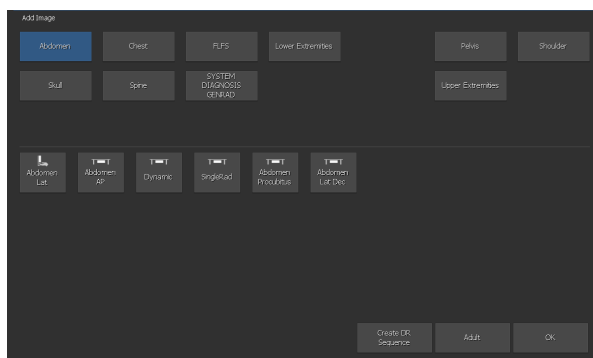 Add Image
Abdomen
Chest
FLFS
Lower Extremities
Pelvis
Shoulder
Skull
Spine
SYSTEM
DIAGNOSIS
GENRAD
Upper Extremities
Abdomen
Lat
Abdomen
AP
Dynamic
SingleRad
Abdomen
Procubitus
Abdomen
Lat Dec
Create DR
Sequence
Adult
OK